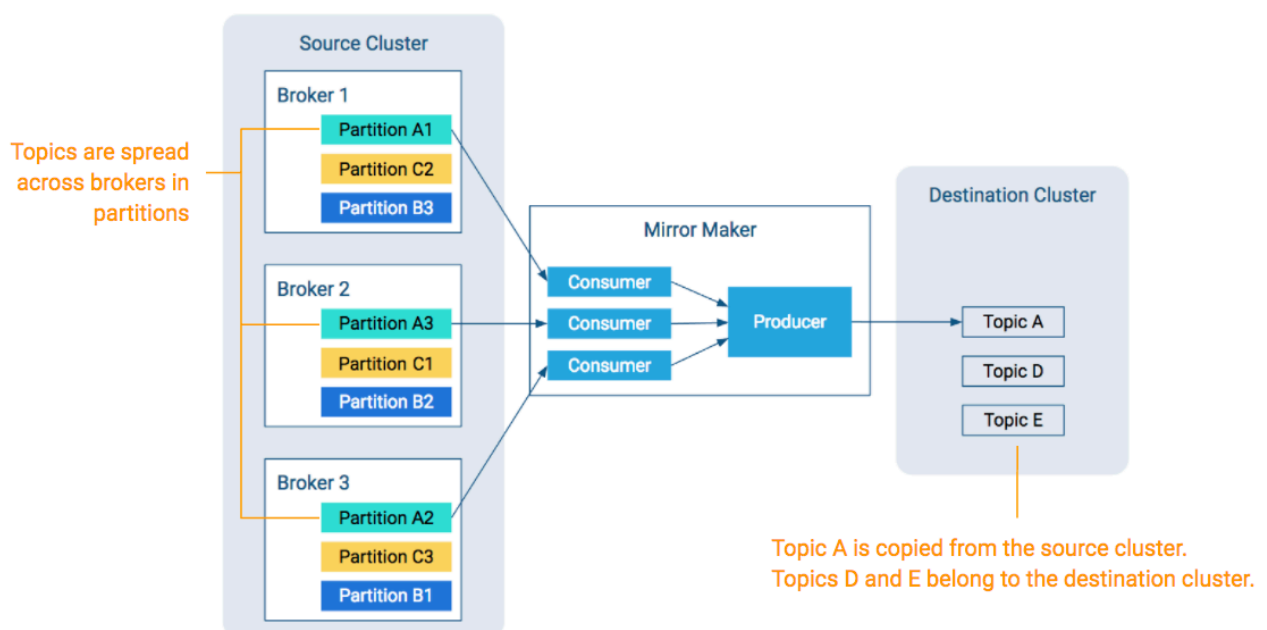 Source Cluster
Broker 1
Partition A1
Partition C2
Partition B3
Topics are spread
across brokers in
partitions
Broker 2
Partition A3
Partition C1
Partition B2
Broker 3
Partition A2
Partition C3
Partition B1
Mirror Maker
Consumer
Consumer
Consumer
Producer
Destination Cluster
Topic A
Topic D
Topic E
Topic A is copied from the source cluster.
Topics D and E belong to the destination cluster.